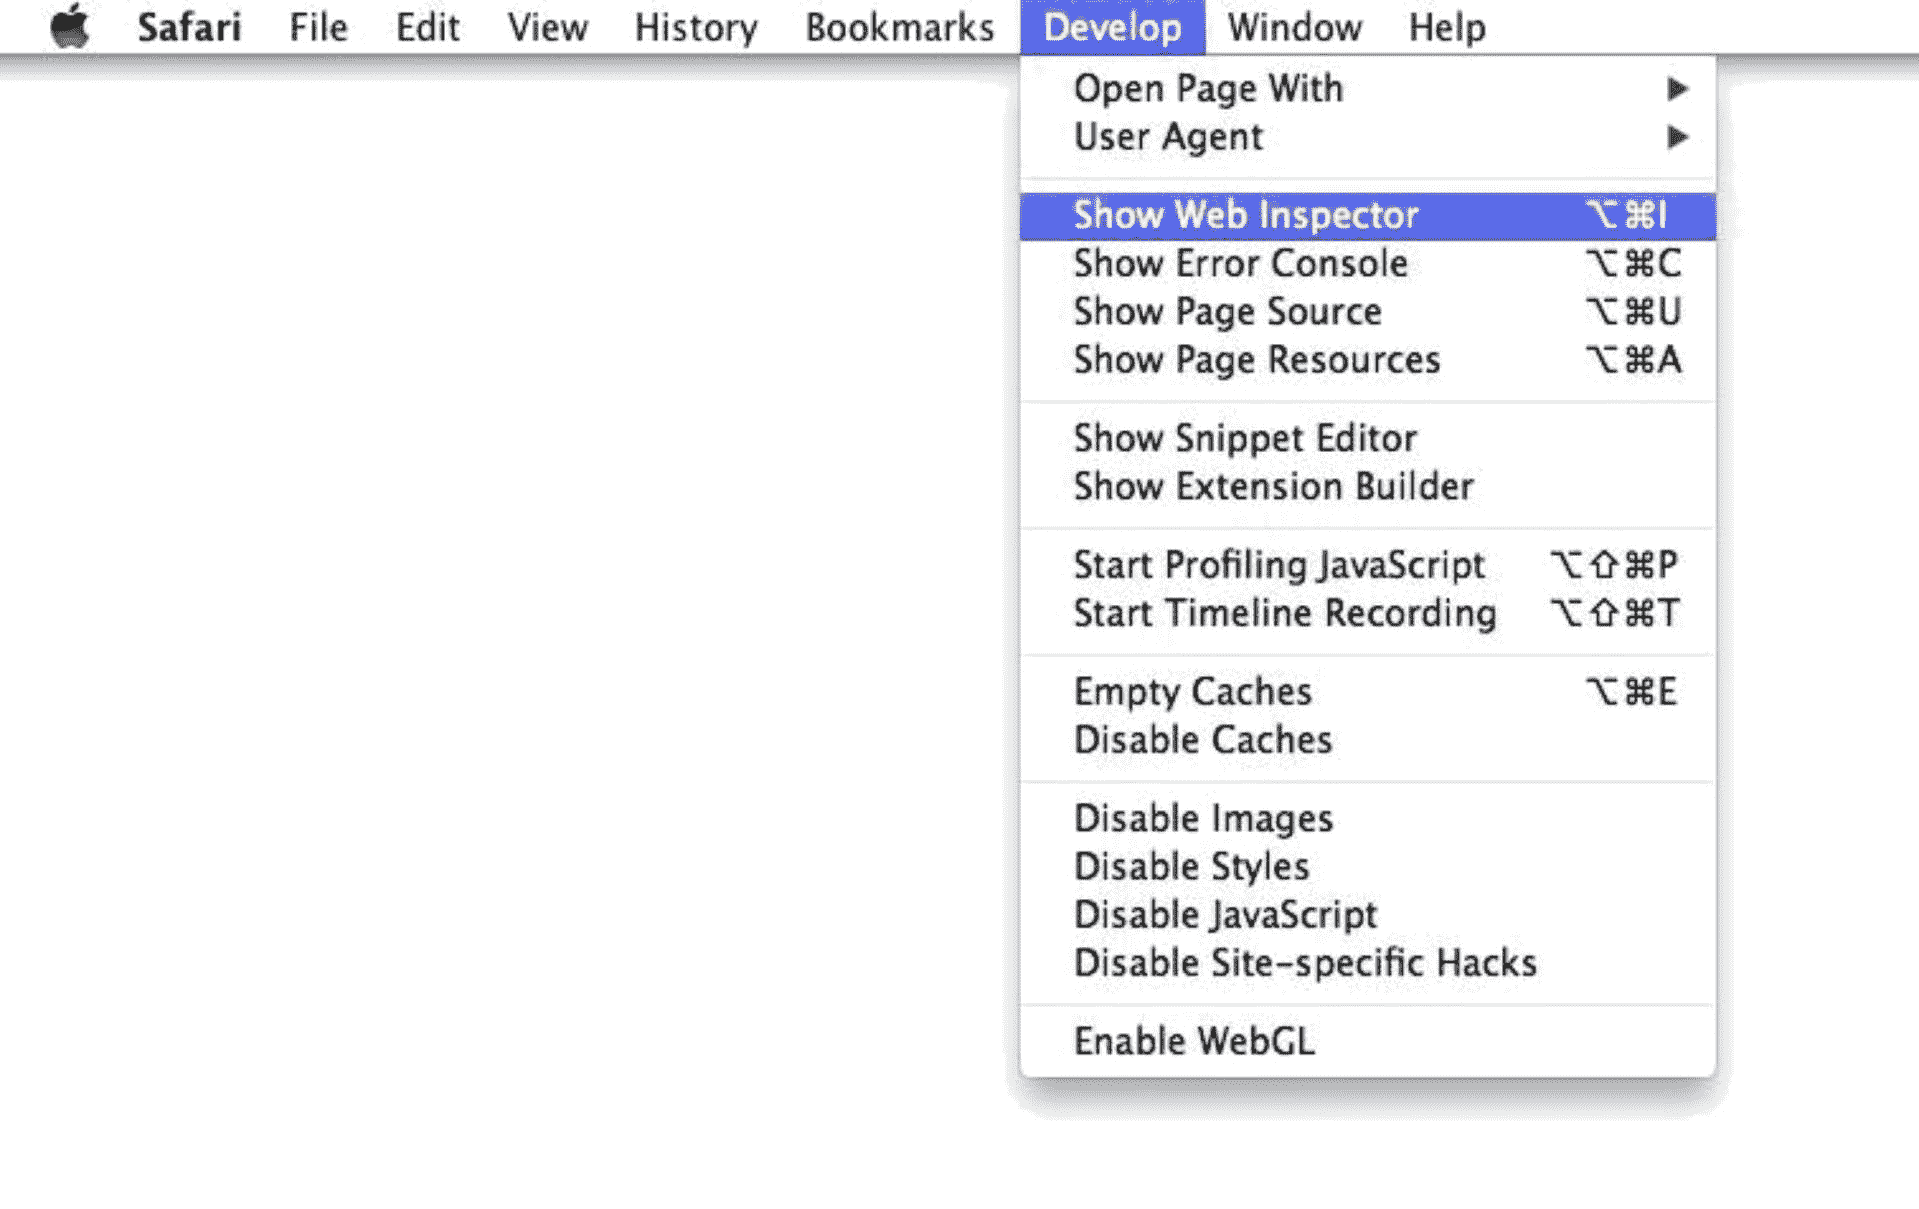 Safari File Edit View History Bookmarks Develop Window Help
Open Page With ▶
User Agent ▶
Show Web Inspector ⌥⌘I
Show Error Console ⌥⌘C
Show Page Source ⌥⌘U
Show Page Resources ⌥⌘A
Show Snippet Editor
Show Extension Builder
Start Profiling JavaScript ⌥⇧⌘P
Start Timeline Recording ⌥⇧⌘T
Empty Caches ⌥⌘E
Disable Caches
Disable Images
Disable Styles
Disable JavaScript
Disable Site-specific Hacks
Enable WebGL